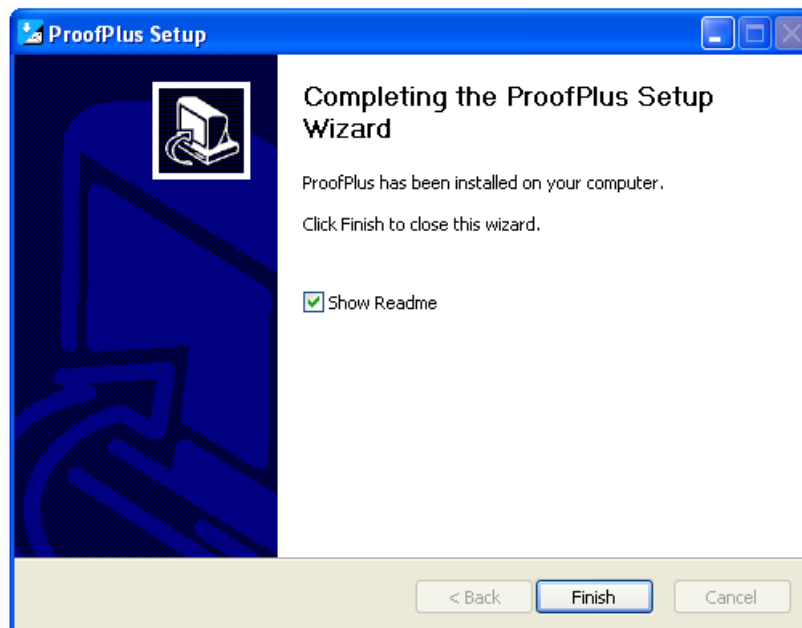 ProofPlus Setup
Completing the ProofPlus Setup
Wizard
ProofPlus has been installed on your computer.
Click Finish to close this wizard.
Show Readme
< Back
Finish
Cancel